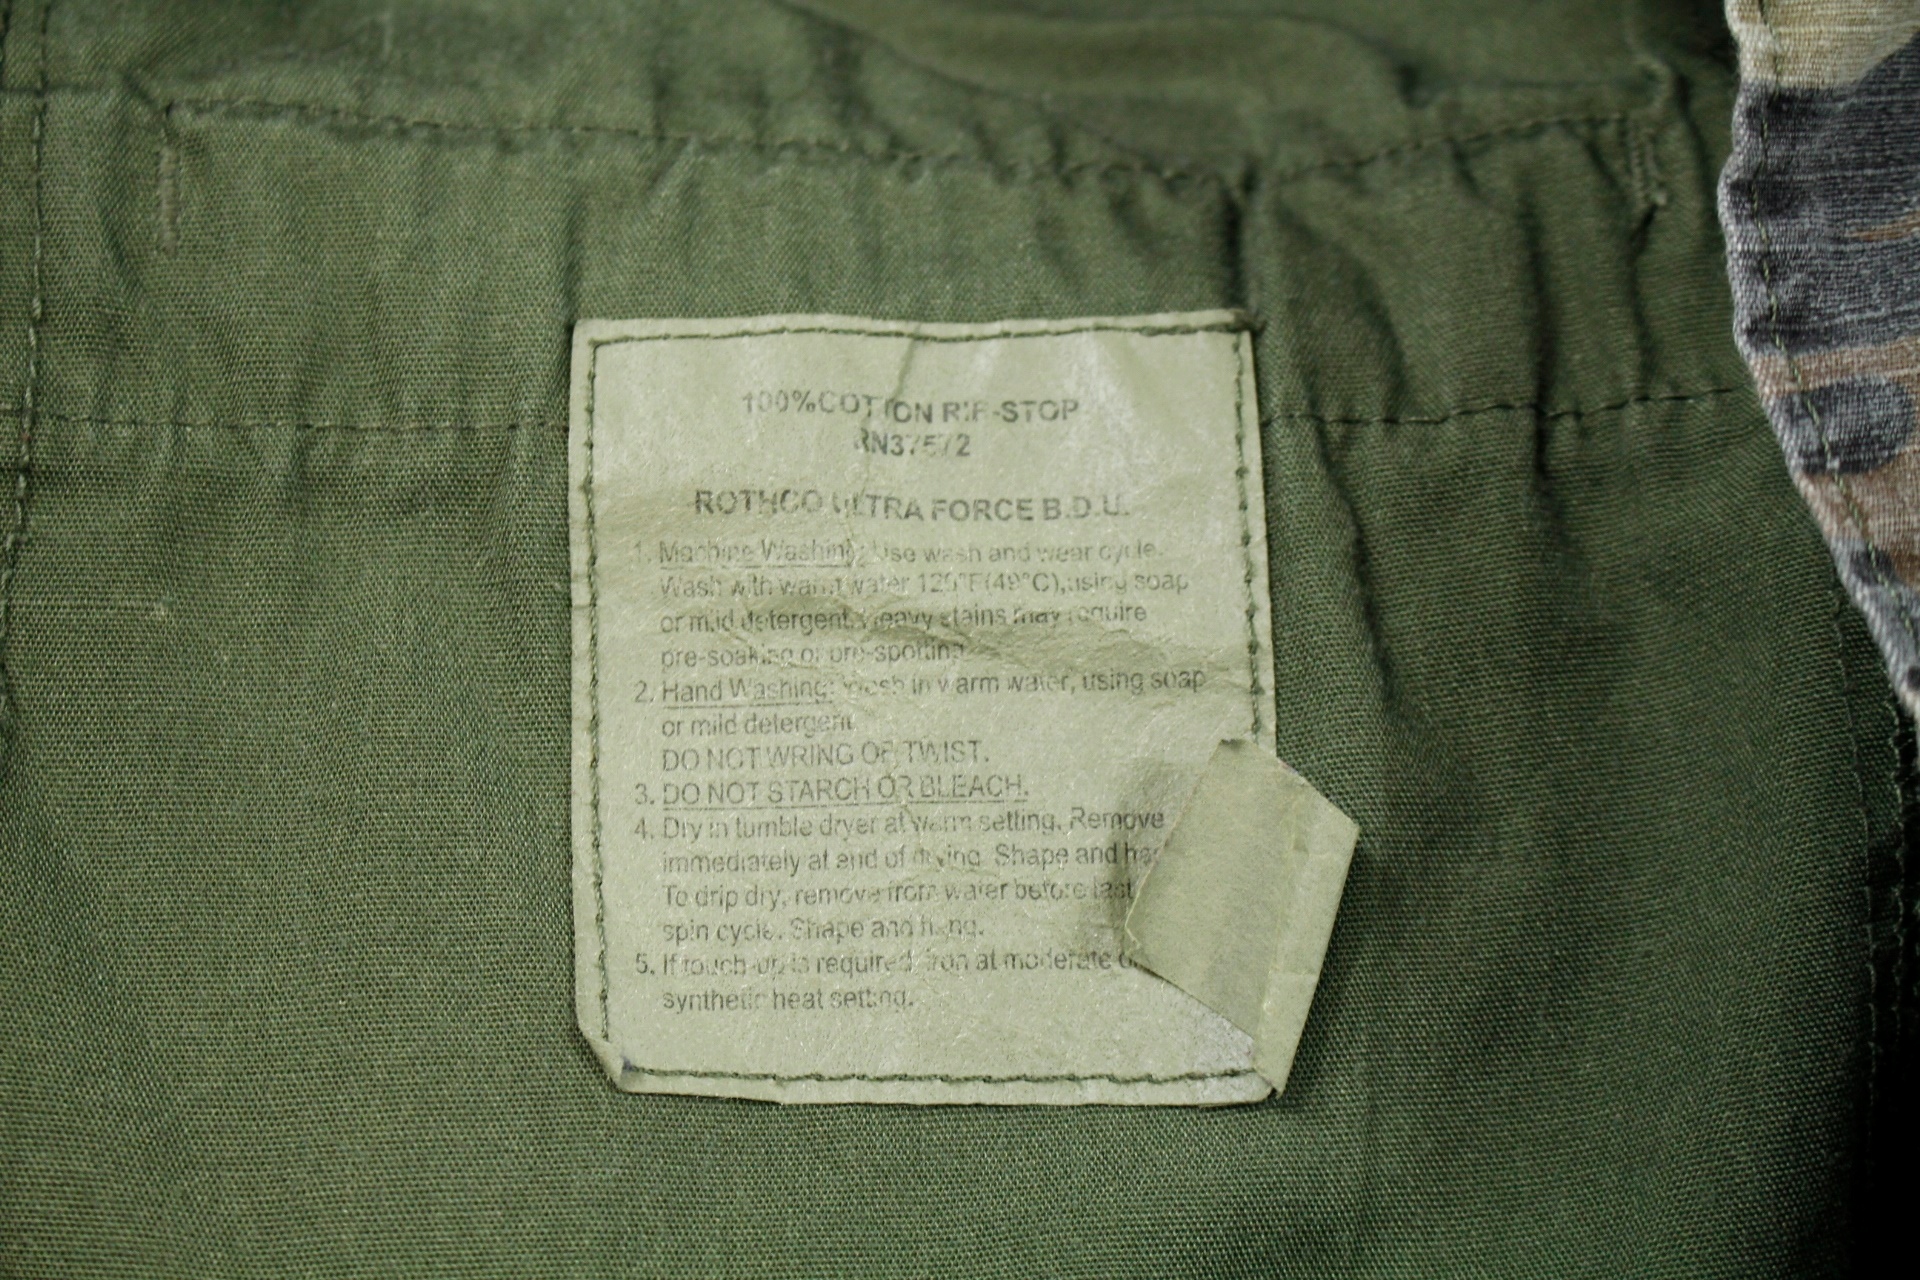 100% COTTON RIP-STOP
RN37572
ROTHCO ULTRA FORCE B.D.U.
1. Machine Washing: Use wash and wear cycle.
Wash with warm water 120°F(49°C),using soap
or mild detergent. Heavy stains may require
pre-soaking or pre-spotting.
2. Hand Washing: Wash in warm water, using soap
or mild detergent.
DO NOT WRING OR TWIST.
3. DO NOT STARCH OR BLEACH.
4. Dry in tumble dryer at warm setting. Remove
immediately at end of drying. Shape and
To drip dry, remove from water before last
spin cycle. Shape and hang.
5. If touch-up is required, iron at moderate
synthetic heat setting.